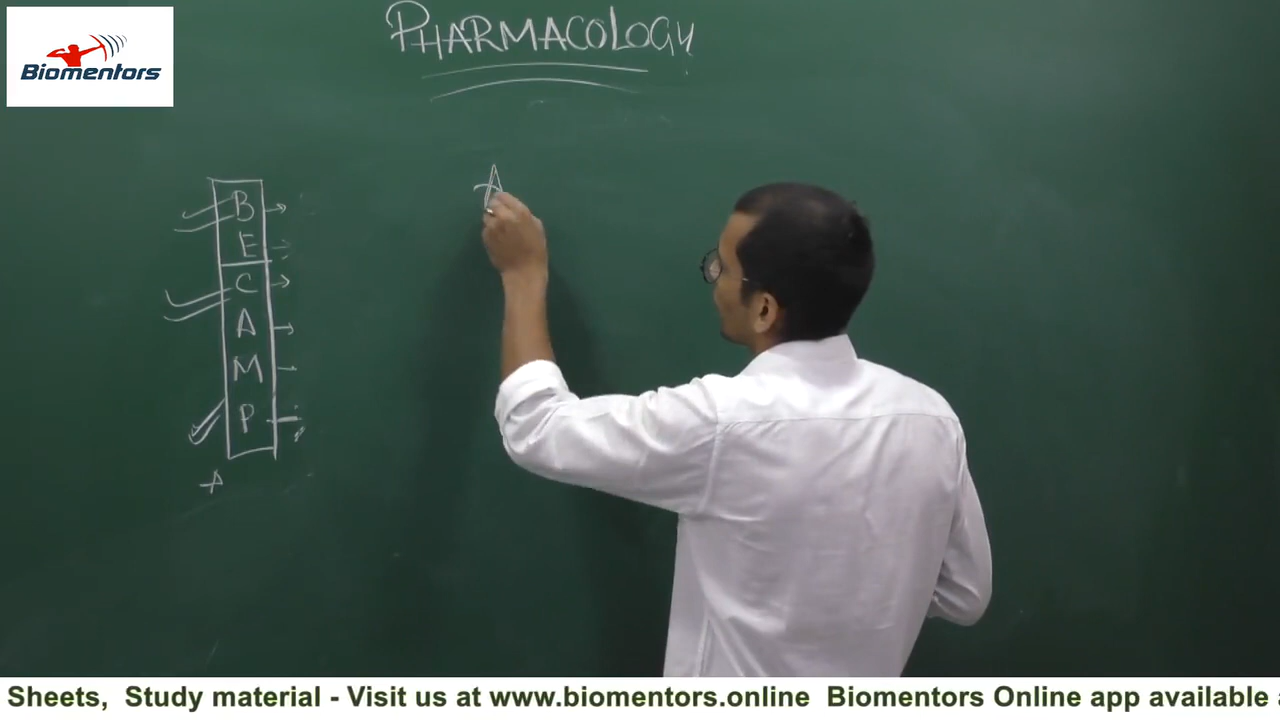 Biomentors
PHARMACOLOGY
A
B
E
C
A
M
P
Sheets, Study material - Visit us at www.biomentors.online Biomentors Online app available